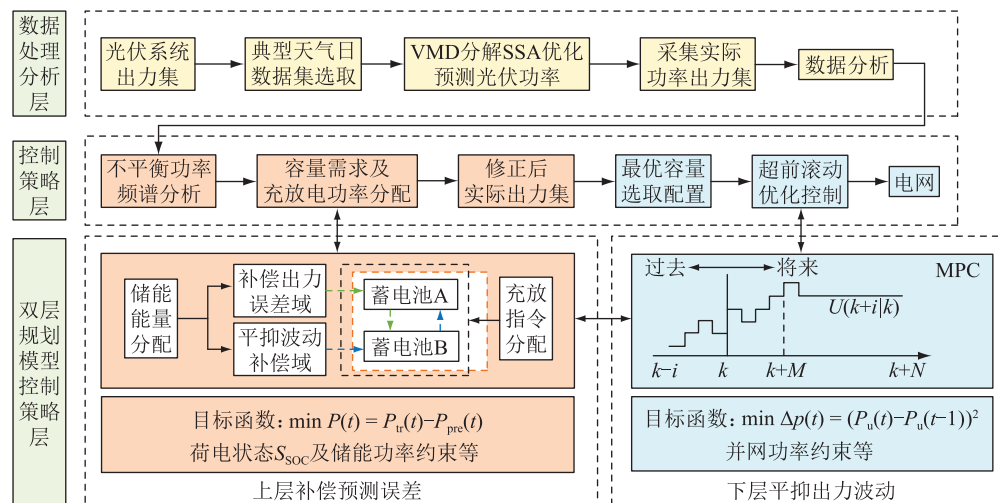 数据
处理
分析
层
光伏系统
出力集
典型天气日
数据集选取
VMD分解SSA优化
预测光伏功率
采集实际
功率出力集
数据分析
控制
策略
层
不平衡功率
频谱分析
容量需求及
充放电功率分配
修正后
实际出力集
最优容量
选取配置
超前滚动
优化控制
电网
双层
规划
模型
控制
策略
层
储能
能量
分配
补偿出力
误差域
平抑波动
补偿域
蓄电池A
蓄电池B
充放
指令
分配
目标函数: min P(t) = P_tr(t)−P_pre(t)
荷电状态S_SOC及储能功率约束等
上层补偿预测误差
过去
将来
MPC
U(k+i|k)
k−i
k
k+M
k+N
目标函数: min Δp(t) = (P_u(t)−P_u(t−1))²
并网功率约束等
下层平抑出力波动